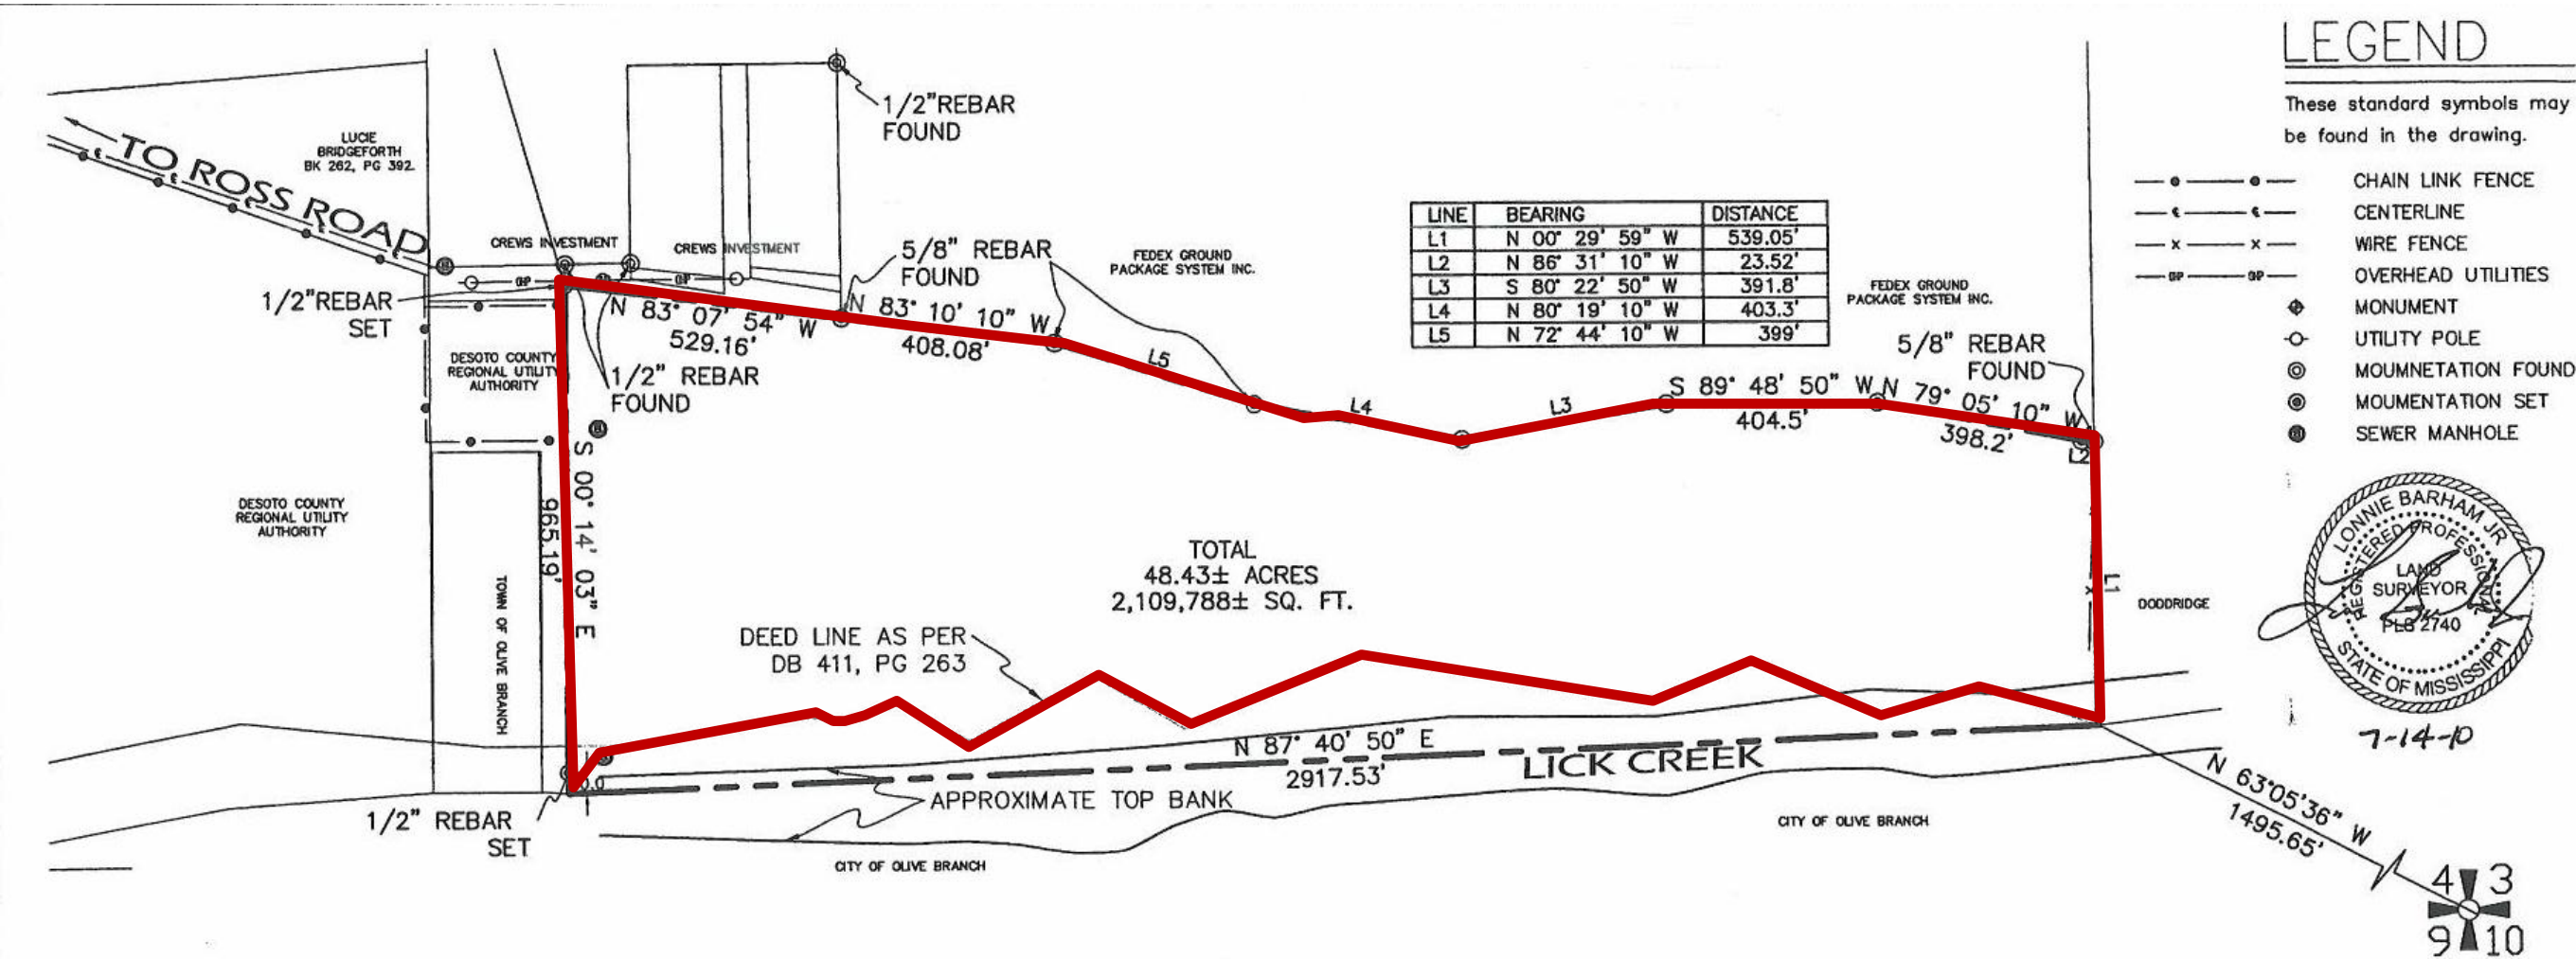 LEGEND
These standard symbols may
be found in the drawing.
CHAIN LINK FENCE
CENTERLINE
WIRE FENCE
OVERHEAD UTILITIES
MONUMENT
UTILITY POLE
MOUMNETATION FOUND
MOUMENTATION SET
SEWER MANHOLE
1/2"REBAR
FOUND
LUCIE
BRIDGEFORTH
BK 262, PG 392.
TO ROSS ROAD
CREWS INVESTMENT
CREWS INVESTMENT
5/8" REBAR
FOUND
FEDEX GROUND
PACKAGE SYSTEM INC.
LINE BEARING DISTANCE
L1 N 00° 29' 59" W 539.05'
L2 N 86° 31' 10" W 23.52'
L3 S 80° 22' 50" W 391.8'
L4 N 80° 19' 10" W 403.3'
L5 N 72° 44' 10" W 399'
FEDEX GROUND
PACKAGE SYSTEM INC.
5/8" REBAR
FOUND
1/2"REBAR
SET
OHP
OHP
N 83° 07' 54" W
529.16'
N 83° 10' 10" W
408.08'
L5
L4
L3
S 89° 48' 50" W
404.5'
N 79° 05' 10" W
398.2'
L2
L1
DESOTO COUNTY
REGIONAL UTILITY
AUTHORITY
1/2" REBAR
FOUND
DESOTO COUNTY
REGIONAL UTILITY
AUTHORITY
S 00° 14' 03" E
965.19'
TOWN OF OLIVE BRANCH
TOTAL
48.43± ACRES
2,109,788± SQ. FT.
DODDRIDGE
LONNIE BARHAM JR
REGISTERED PROFESSIONAL
LAND
SURVEYOR
PLS 2740
STATE OF MISSISSIPPI
7-14-10
DEED LINE AS PER
DB 411, PG 263
N 87° 40' 50" E
2917.53'
LICK CREEK
APPROXIMATE TOP BANK
1/2" REBAR
SET
CITY OF OLIVE BRANCH
CITY OF OLIVE BRANCH
N 63°05'36" W
1495.65'
4 3
9 10